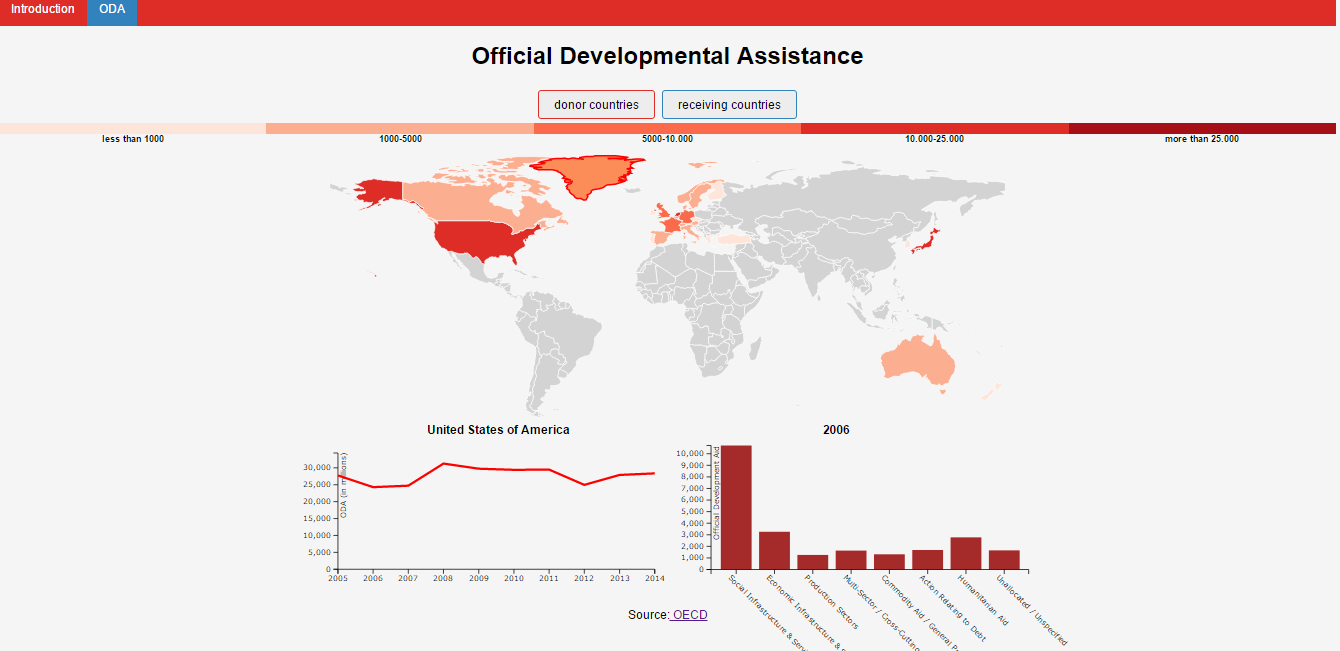 Introduction ODA
Official Developmental Assistance
donor countries receiving countries
less than 1000 1000-5000 5000-10.000 10.000-25.000 more than 25.000
United States of America
ODA (in millions)
30,000
25,000
20,000
15,000
10,000
5,000
0
2005 2006 2007 2008 2009 2010 2011 2012 2013 2014
2006
Official Development Aid
10,000
9,000
8,000
7,000
6,000
5,000
4,000
3,000
2,000
1,000
0
Social Infrastructure &
Economic Infrastructure &
Production Sectors
Multi-Sector / Cross-Cutting
Commodity Aid / General
Action Relating to Debt
Humanitarian Aid
Unallocated / Unspecified
Source: OECD